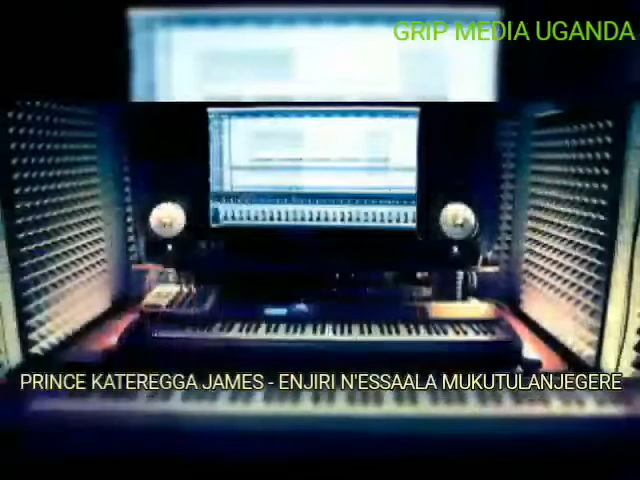 GRIP MEDIA UGANDA
PRINCE KATEREGGA JAMES - ENJIRI N'ESSAALA MUKUTULANJEGERE